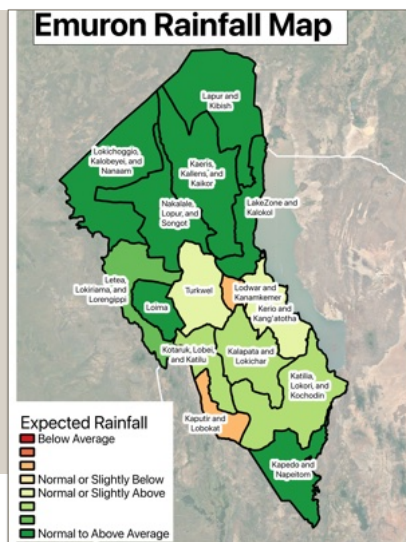 Emuron Rainfall Map
Lapur and
Kibish
Lokichoggio,
Kalobeyei, and
Nanaam
Kaeris,
Kaliens, and
Kaikor
Nakalale,
Lopur, and
Songot
LakeZone and
Kalokol
Letea,
Lokiriama, and
Lorengippi
Loima
Turkwel
Lodwar and
Kanamkemer
Kerio and
Kang'atotha
Kotaruk, Lobei,
and Katilu
Kalapata and
Lokichar
Katilia,
Lokori, and
Kochodin
Kaputir and
Lobokat
Kapedo and
Napeitom
Expected Rainfall
Below Average
Normal or Slightly Below
Normal or Slightly Above
Normal to Above Average